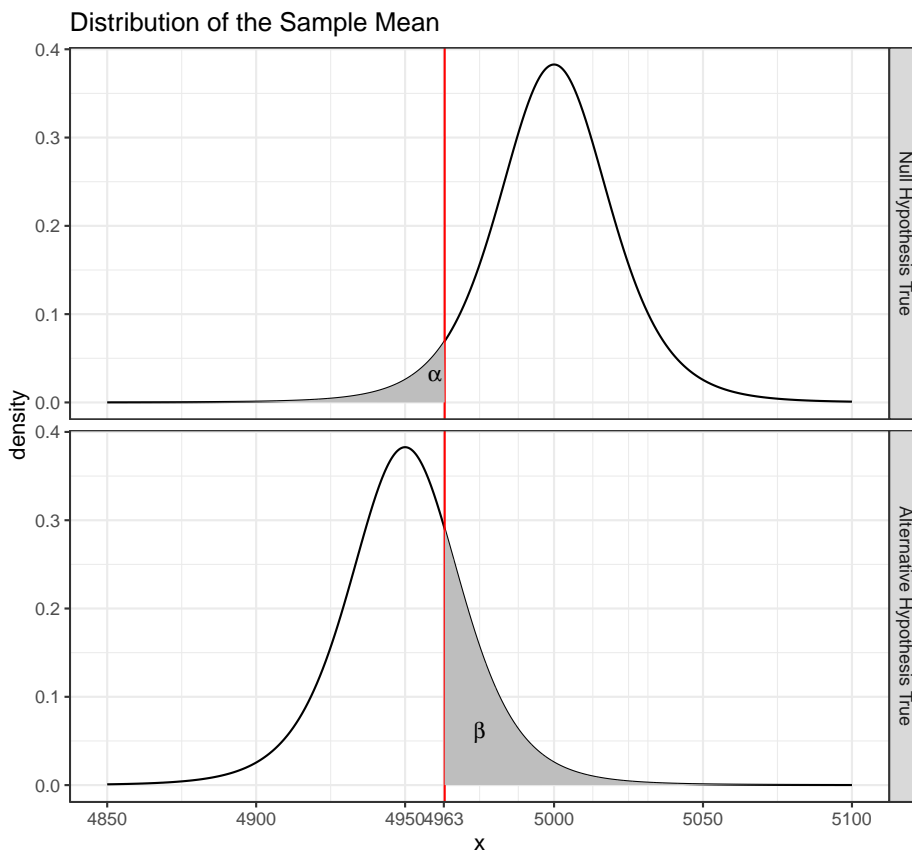 Distribution of the Sample Mean
0.4
0.3
0.2
0.1
0.0
α
Null Hypothesis True
density
0.4
0.3
0.2
0.1
0.0
β
Alternative Hypothesis True
4850 4900 4950 4963 5000 5050 5100
x